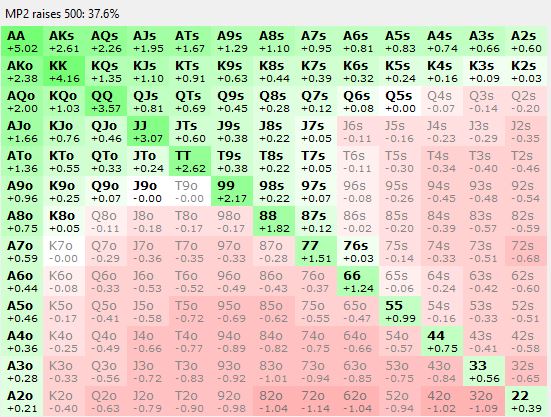 MP2 raises 500: 37.6%
AA AKs AQs AJs ATs A9s A8s A7s A6s A5s A4s A3s A2s
+5.02 +2.61 +2.26 +1.95 +1.67 +1.29 +1.10 +0.95 +0.81 +0.83 +0.74 +0.66 +0.60
AKo KK KQs KJs KTs K9s K8s K7s K6s K5s K4s K3s K2s
+2.38 +4.16 +1.35 +1.10 +0.91 +0.63 +0.44 +0.39 +0.32 +0.24 +0.16 +0.09 +0.03
AQo KQo QQ QJs QTs Q9s Q8s Q7s Q6s Q5s Q4s Q3s Q2s
+2.00 +1.03 +3.57 +0.81 +0.69 +0.45 +0.28 +0.12 +0.08 +0.00 -0.07 -0.14 -0.20
AJo KJo QJo JJ JTs J9s J8s J7s J6s J5s J4s J3s J2s
+1.66 +0.76 +0.46 +3.07 +0.60 +0.38 +0.22 +0.05 -0.11 -0.16 -0.23 -0.29 -0.35
ATo KTo QTo JTo TT T9s T8s T7s T6s T5s T4s T3s T2s
+1.36 +0.55 +0.33 +0.24 +2.62 +0.38 +0.22 +0.05 -0.11 -0.30 -0.34 -0.40 -0.46
A9o K9o Q9o J9o T9o 99 98s 97s 96s 95s 94s 93s 92s
+0.96 +0.25 +0.07 -0.00 -0.00 +2.17 +0.22 +0.07 -0.08 -0.26 -0.45 -0.48 -0.54
A8o K8o Q8o J8o T8o 98o 88 87s 86s 85s 84s 83s 82s
+0.75 +0.05 -0.11 -0.18 -0.17 -0.17 +1.82 +0.12 -0.02 -0.20 -0.39 -0.57 -0.59
A7o K7o Q7o J7o T7o 97o 87o 77 76s 75s 74s 73s 72s
+0.59 -0.00 -0.29 -0.36 -0.35 -0.33 -0.28 +1.51 +0.03 -0.14 -0.33 -0.51 -0.68
A6o K6o Q6o J6o T6o 96o 86o 76o 66 65s 64s 63s 62s
+0.44 -0.08 -0.33 -0.53 -0.52 -0.49 -0.43 -0.37 +1.24 -0.06 -0.24 -0.42 -0.60
A5o K5o Q5o J5o T5o 95o 85o 75o 65o 55 54s 53s 52s
+0.46 -0.17 -0.41 -0.58 -0.72 -0.69 -0.62 -0.55 -0.47 +0.99 -0.16 -0.33 -0.51
A4o K4o Q4o J4o T4o 94o 84o 74o 64o 54o 44 43s 42s
+0.36 -0.25 -0.49 -0.66 -0.77 -0.89 -0.82 -0.75 -0.66 -0.57 +0.75 -0.41 -0.58
A3o K3o Q3o J3o T3o 93o 83o 73o 63o 53o 43o 33 32s
+0.28 -0.33 -0.56 -0.72 -0.83 -0.92 -1.01 -0.94 -0.85 -0.75 -0.84 +0.56 -0.65
A2o K2o Q2o J2o T2o 92o 82o 72o 62o 52o 42o 32o 22
+0.21 -0.40 -0.63 -0.79 -0.90 -0.98 -1.04 -1.14 -1.04 -0.94 -1.02 -1.09 +0.39